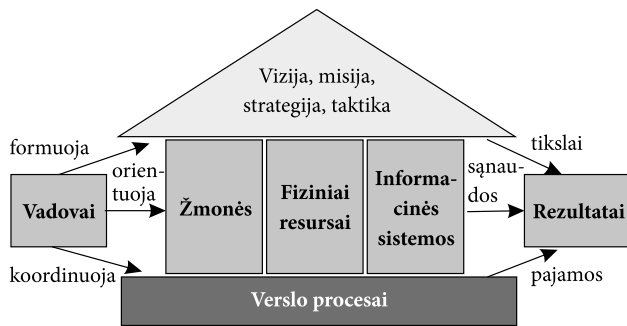 Vizija, misija,
strategija, taktika
formuoja
orien-
tuoja
Vadovai
koordinuoja
Žmonės
Fiziniai
resursai
Informa-
cinės
sistemos
tikslai
sąnau-
dos
Rezultatai
pajamos
Verslo procesai